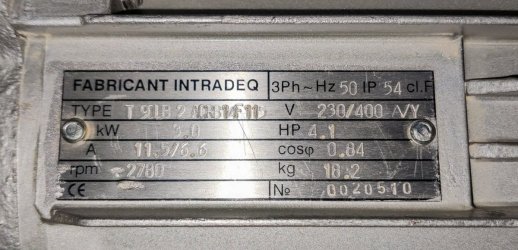 FABRICANT INTRADEQ 3Ph~Hz 50 IP 54 cl.F
TYPE V 230/400 Δ/Y
kW 3.0 HP 4.1
A 11.5/6.6 cosφ 0.84
rpm 2780 kg 18.2
CE № 0020510